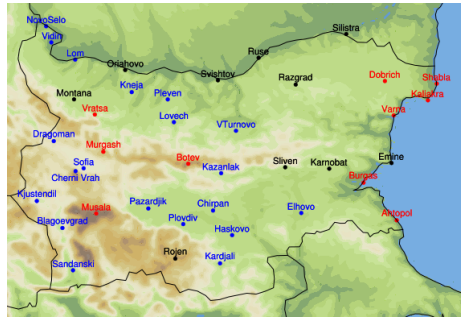 NovoSelo
Vidin
Silistra
Lom
Ruse
Oriahovo
Svishtov
Razgrad
Dobrich
Shabla
Kneja
Pleven
Kaliakra
Montana
Vratsa
Varna
Lovech
VTurnovo
Dragoman
Murgash
Sofia
Botev
Emine
Cherni Vrah
Kazanlak
Sliven
Karnobat
Burgas
Kjustendil
Musala
Pazardjik
Chirpan
Elhovo
Ahtopol
Blagoevgrad
Plovdiv
Haskovo
Rojen
Kardjali
Sandanski